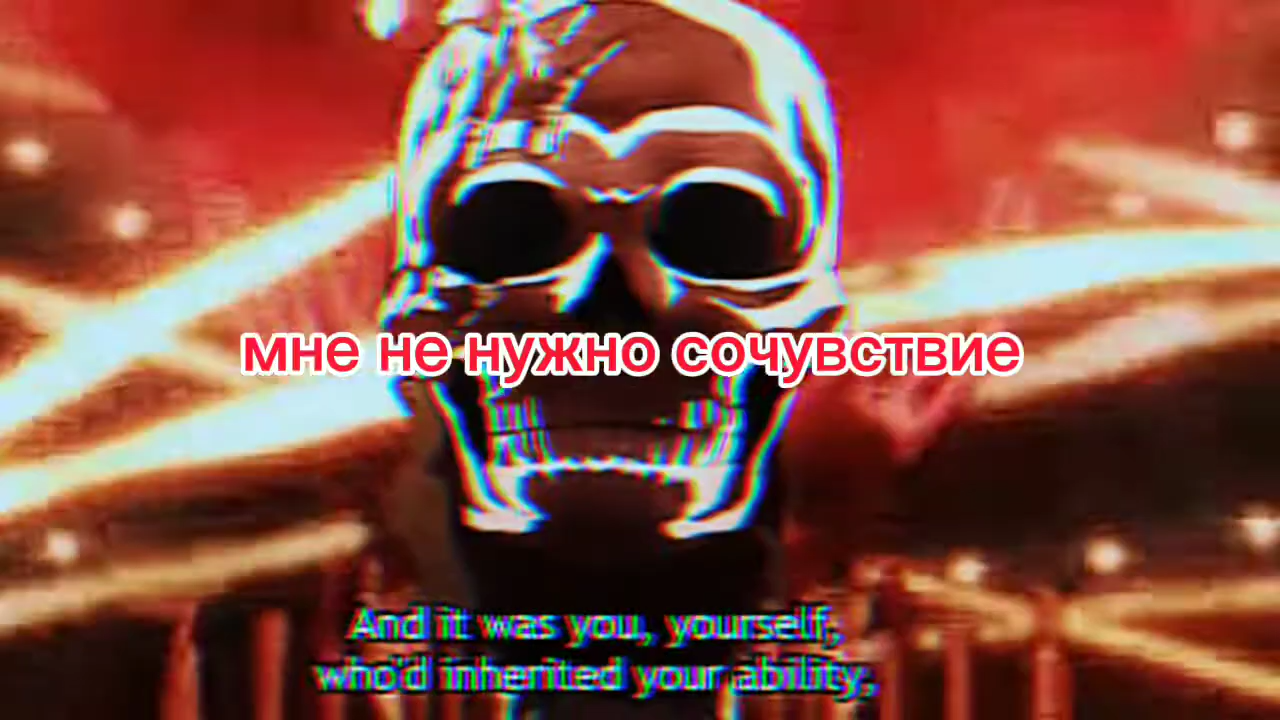 мне не нужно сочувствие
And it was you, yourself,
who'd inherited your ability,